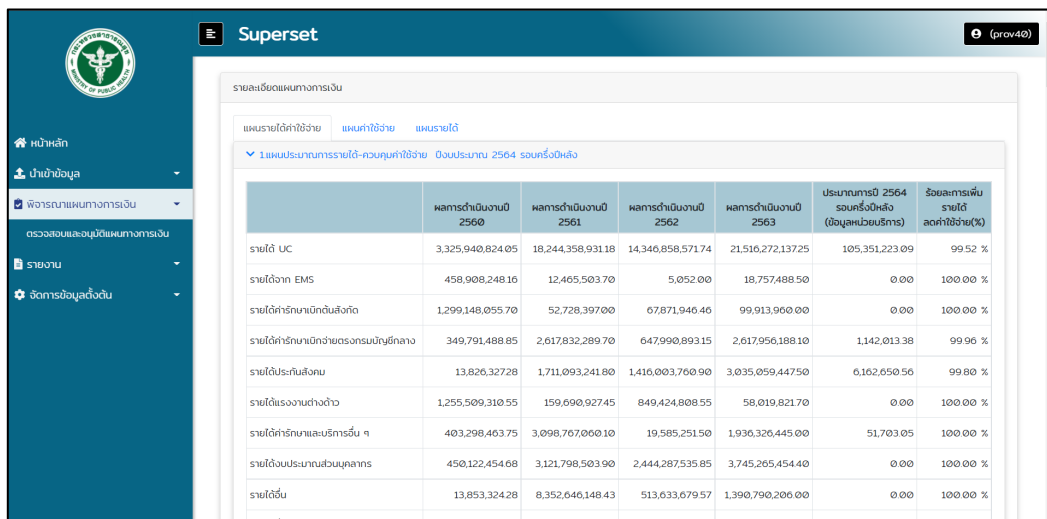 กระทรวงสาธารณสุข
MINISTRY OF PUBLIC HEALTH
Superset
(prov40)
หน้าหลัก
นำเข้าข้อมูล
พิจารณาแผนทางการเงิน
ตรวจสอบและอนุมัติแผนทางการเงิน
รายงาน
จัดการข้อมูลตั้งต้น
รายละเอียดแผนทางการเงิน
แผนรายได้ค่าใช้จ่าย แผนค่าใช้จ่าย แผนรายได้
1.แผนประมาณการรายได้-ควบคุมค่าใช้จ่าย ปีงบประมาณ 2564 รอบครึ่งปีหลัง
ผลการดำเนินงานปี 2560 ผลการดำเนินงานปี 2561 ผลการดำเนินงานปี 2562 ผลการดำเนินงานปี 2563 ประมาณการปี 2564 รอบครึ่งปีหลัง (ข้อมูลหน่วยบริการ) ร้อยละการเพิ่มรายได้ ลดค่าใช้จ่าย(%)
รายได้ UC 3,325,940,824.05 18,244,358,931.18 14,346,858,571.74 21,516,272,137.25 105,351,223.09 99.52 %
รายได้จาก EMS 458,908,248.16 12,465,503.70 5,052.00 18,757,488.50 0.00 100.00 %
รายได้ค่ารักษาเบิกต้นสังกัด 1,299,148,055.70 52,728,397.00 67,871,946.46 99,913,960.00 0.00 100.00 %
รายได้ค่ารักษาเบิกจ่ายตรงกรมบัญชีกลาง 349,791,488.85 2,617,832,289.70 647,990,893.15 2,617,956,188.10 1,142,013.38 99.96 %
รายได้ประกันสังคม 13,826,327.28 1,711,093,241.80 1,416,003,760.90 3,035,059,447.50 6,162,650.56 99.80 %
รายได้แรงงานต่างด้าว 1,255,509,310.55 159,690,927.45 849,424,808.55 58,019,821.70 0.00 100.00 %
รายได้ค่ารักษาและบริการอื่น ๆ 403,298,463.75 3,098,767,060.10 19,585,251.50 1,936,326,445.00 51,703.05 100.00 %
รายได้งบประมาณส่วนบุคลากร 450,122,454.68 3,121,798,503.90 2,444,287,535.85 3,745,265,454.40 0.00 100.00 %
รายได้อื่น 13,853,324.28 8,352,646,148.43 513,633,679.57 1,390,790,206.00 0.00 100.00 %